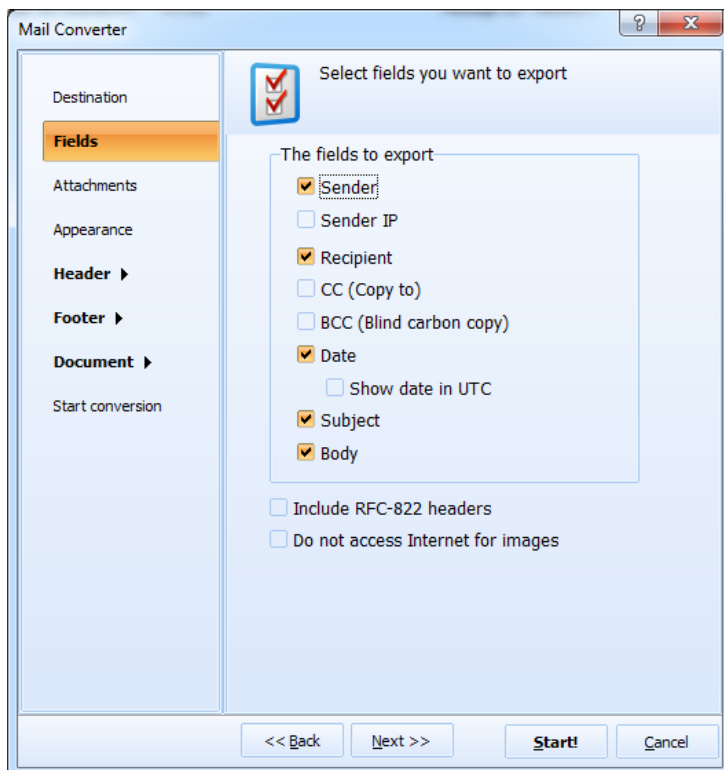 Mail Converter
?
X
Select fields you want to export
Destination
Fields
Attachments
Appearance
Header
Footer
Document
Start conversion
The fields to export
Sender
Sender IP
Recipient
CC (Copy to)
BCC (Blind carbon copy)
Date
Show date in UTC
Subject
Body
Include RFC-822 headers
Do not access Internet for images
<< Back Next >> Start! Cancel